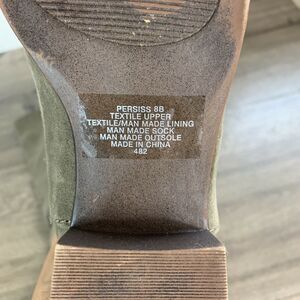 PERSISS 8B
TEXTILE UPPER
TEXTILE/MAN MADE LINING
MAN MADE SOCK
MAN MADE OUTSOLE
MADE IN CHINA
482